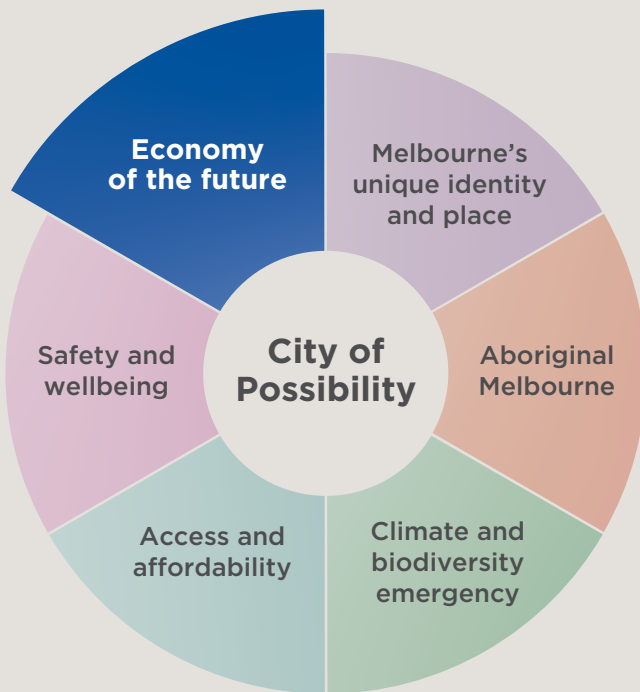 Economy
of the future
Melbourne’s
unique identity
and place
Aboriginal
Melbourne
Climate and
biodiversity
emergency
Access and
affordability
Safety and
wellbeing
City of
Possibility